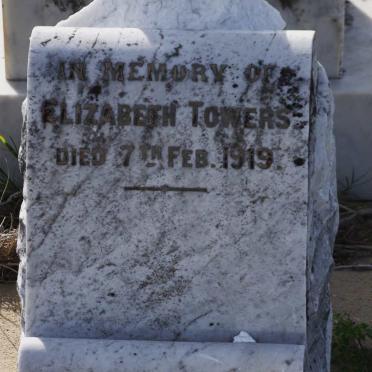 IN MEMORY OF
ELIZABETH TOWERS
DIED 7TH FEB. 1919.